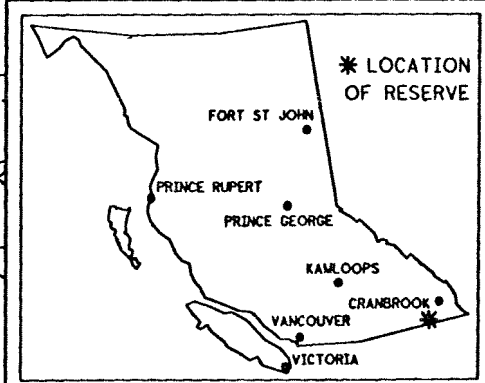 ✳ LOCATION
OF RESERVE
FORT ST JOHN
PRINCE RUPERT
PRINCE GEORGE
KAMLOOPS
CRANBROOK
VANCOUVER
VICTORIA